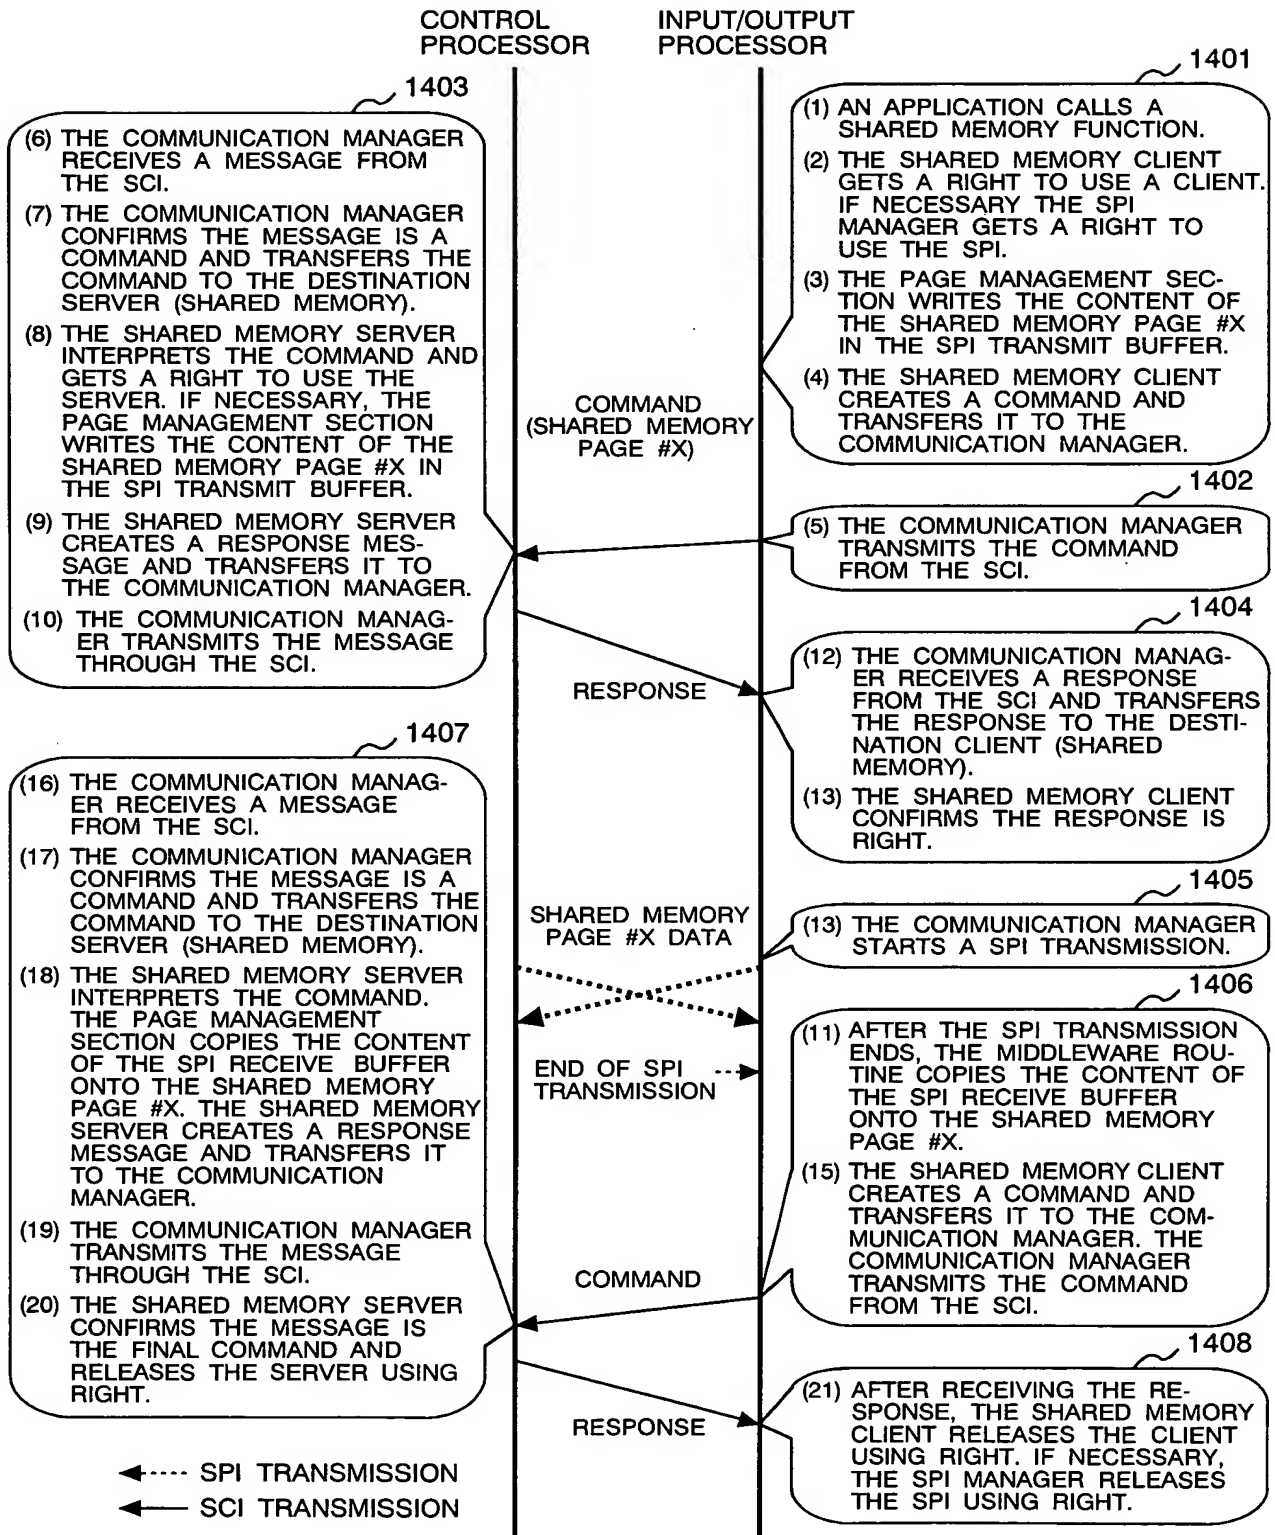 CONTROL
PROCESSOR
INPUT/OUTPUT
PROCESSOR
1401
(1) AN APPLICATION CALLS A
SHARED MEMORY FUNCTION.
(2) THE SHARED MEMORY CLIENT
GETS A RIGHT TO USE A CLIENT.
IF NECESSARY THE SPI
MANAGER GETS A RIGHT TO
USE THE SPI.
(3) THE PAGE MANAGEMENT SEC-
TION WRITES THE CONTENT OF
THE SHARED MEMORY PAGE #X
IN THE SPI TRANSMIT BUFFER.
(4) THE SHARED MEMORY CLIENT
CREATES A COMMAND AND
TRANSFERS IT TO THE
COMMUNICATION MANAGER.
COMMAND
(SHARED MEMORY
PAGE #X)
1402
(5) THE COMMUNICATION MANAGER
TRANSMITS THE COMMAND
FROM THE SCI.
1403
(6) THE COMMUNICATION MANAGER
RECEIVES A MESSAGE FROM
THE SCI.
(7) THE COMMUNICATION MANAGER
CONFIRMS THE MESSAGE IS A
COMMAND AND TRANSFERS THE
COMMAND TO THE DESTINATION
SERVER (SHARED MEMORY).
(8) THE SHARED MEMORY SERVER
INTERPRETS THE COMMAND AND
GETS A RIGHT TO USE THE
SERVER. IF NECESSARY, THE
PAGE MANAGEMENT SECTION
WRITES THE CONTENT OF THE
SHARED MEMORY PAGE #X IN
THE SPI TRANSMIT BUFFER.
(9) THE SHARED MEMORY SERVER
CREATES A RESPONSE MES-
SAGE AND TRANSFERS IT TO
THE COMMUNICATION MANAGER.
(10) THE COMMUNICATION MANAG-
ER TRANSMITS THE MESSAGE
THROUGH THE SCI.
RESPONSE
1404
(12) THE COMMUNICATION MANAG-
ER RECEIVES A RESPONSE
FROM THE SCI AND TRANSFERS
THE RESPONSE TO THE DESTI-
NATION CLIENT (SHARED
MEMORY).
(13) THE SHARED MEMORY CLIENT
CONFIRMS THE RESPONSE IS
RIGHT.
1405
(13) THE COMMUNICATION MANAGER
STARTS A SPI TRANSMISSION.
SHARED MEMORY
PAGE #X DATA
END OF SPI
TRANSMISSION
1406
(11) AFTER THE SPI TRANSMISSION
ENDS, THE MIDDLEWARE ROU-
TINE COPIES THE CONTENT OF
THE SPI RECEIVE BUFFER
ONTO THE SHARED MEMORY
PAGE #X.
(15) THE SHARED MEMORY CLIENT
CREATES A COMMAND AND
TRANSFERS IT TO THE COM-
MUNICATION MANAGER. THE
COMMUNICATION MANAGER
TRANSMITS THE COMMAND
FROM THE SCI.
COMMAND
1407
(16) THE COMMUNICATION MANAG-
ER RECEIVES A MESSAGE
FROM THE SCI.
(17) THE COMMUNICATION MANAGER
CONFIRMS THE MESSAGE IS A
COMMAND AND TRANSFERS THE
COMMAND TO THE DESTINATION
SERVER (SHARED MEMORY).
(18) THE SHARED MEMORY SERVER
INTERPRETS THE COMMAND.
THE PAGE MANAGEMENT
SECTION COPIES THE CONTENT
OF THE SPI RECEIVE BUFFER
ONTO THE SHARED MEMORY
PAGE #X. THE SHARED MEMORY
SERVER CREATES A RESPONSE
MESSAGE AND TRANSFERS IT
TO THE COMMUNICATION
MANAGER.
(19) THE COMMUNICATION MANAGER
TRANSMITS THE MESSAGE
THROUGH THE SCI.
(20) THE SHARED MEMORY SERVER
CONFIRMS THE MESSAGE IS
THE FINAL COMMAND AND
RELEASES THE SERVER USING
RIGHT.
RESPONSE
1408
(21) AFTER RECEIVING THE RE-
SPONSE, THE SHARED MEMORY
CLIENT RELEASES THE CLIENT
USING RIGHT. IF NECESSARY,
THE SPI MANAGER RELEASES
THE SPI USING RIGHT.
SPI TRANSMISSION
SCI TRANSMISSION